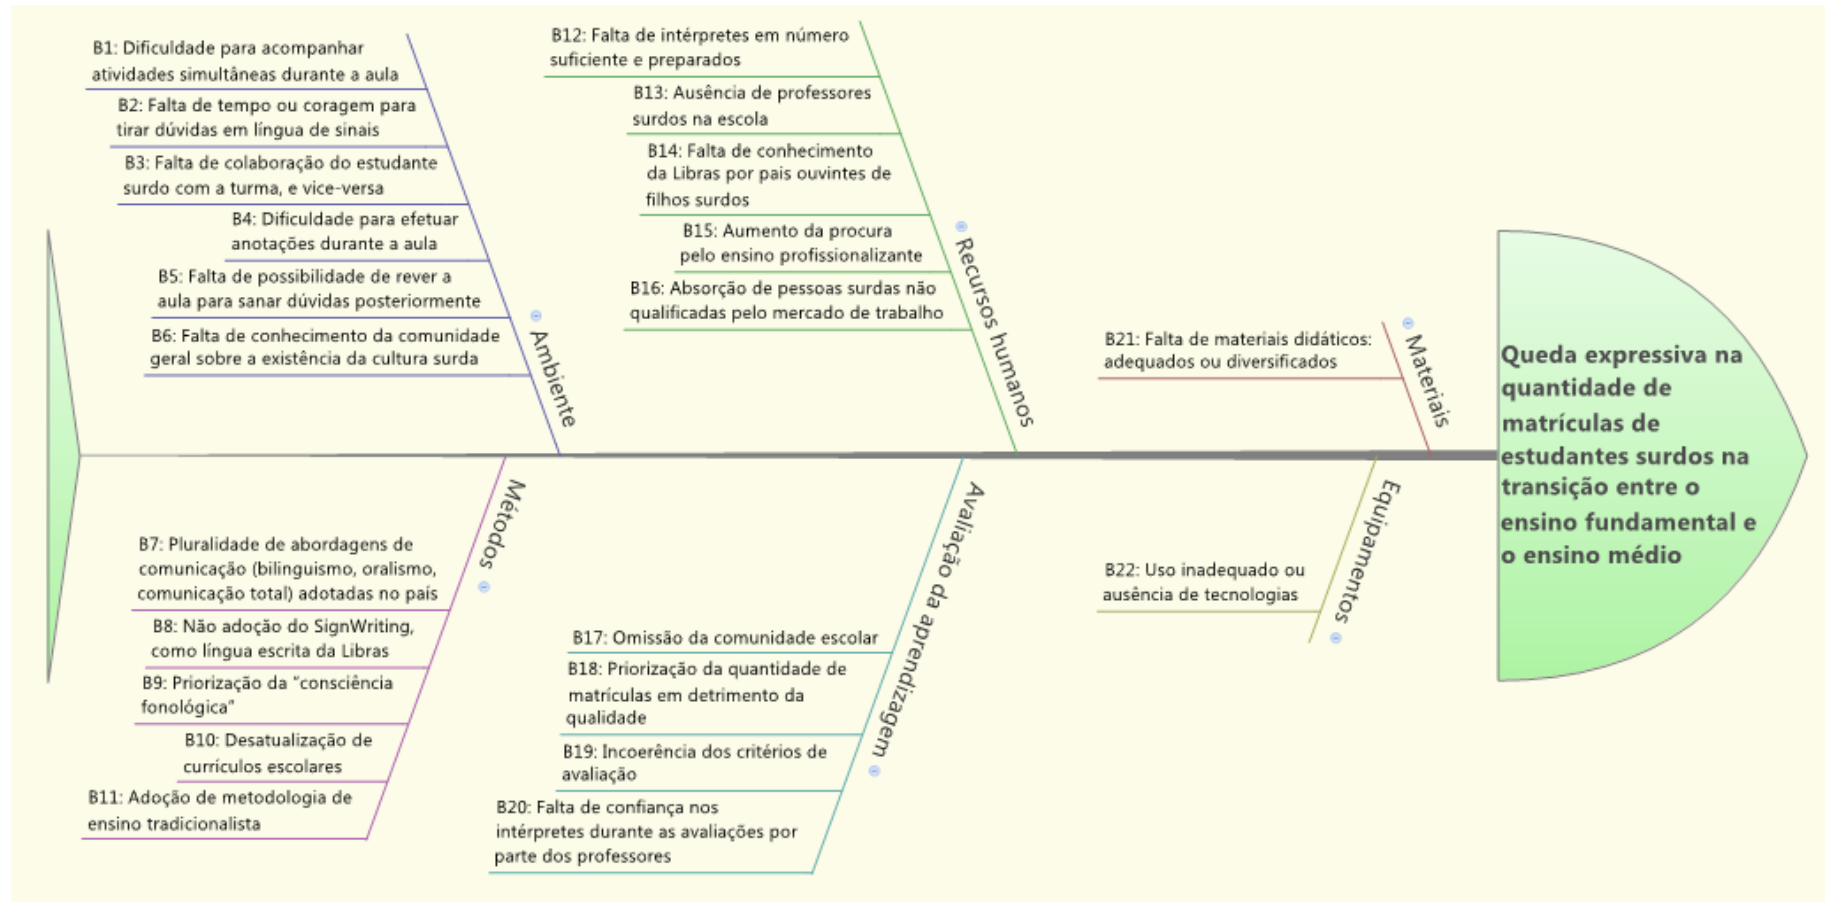 B1: Dificuldade para acompanhar
atividades simultâneas durante a aula
B2: Falta de tempo ou coragem para
tirar dúvidas em língua de sinais
B3: Falta de colaboração do estudante
surdo com a turma, e vice-versa
B4: Dificuldade para efetuar
anotações durante a aula
B5: Falta de possibilidade de rever a
aula para sanar dúvidas posteriormente
B6: Falta de conhecimento da comunidade
geral sobre a existência da cultura surda
Ambiente
B12: Falta de intérpretes em número
suficiente e preparados
B13: Ausência de professores
surdos na escola
B14: Falta de conhecimento
da Libras por pais ouvintes de
filhos surdos
B15: Aumento da procura
pelo ensino profissionalizante
B16: Absorção de pessoas surdas não
qualificadas pelo mercado de trabalho
Recursos humanos
B21: Falta de materiais didáticos:
adequados ou diversificados
Materiais
Queda expressiva na
quantidade de
matrículas de
estudantes surdos na
transição entre o
ensino fundamental e
o ensino médio
Métodos
B7: Pluralidade de abordagens de
comunicação (bilinguismo, oralismo,
comunicação total) adotadas no país
B8: Não adoção do SignWriting,
como língua escrita da Libras
B9: Priorização da "consciência
fonológica"
B10: Desatualização de
currículos escolares
B11: Adoção de metodologia de
ensino tradicionalista
Avaliação da aprendizagem
B17: Omissão da comunidade escolar
B18: Priorização da quantidade de
matrículas em detrimento da
qualidade
B19: Incoerência dos critérios de
avaliação
B20: Falta de confiança nos
intérpretes durante as avaliações por
parte dos professores
Equipamentos
B22: Uso inadequado ou
ausência de tecnologias